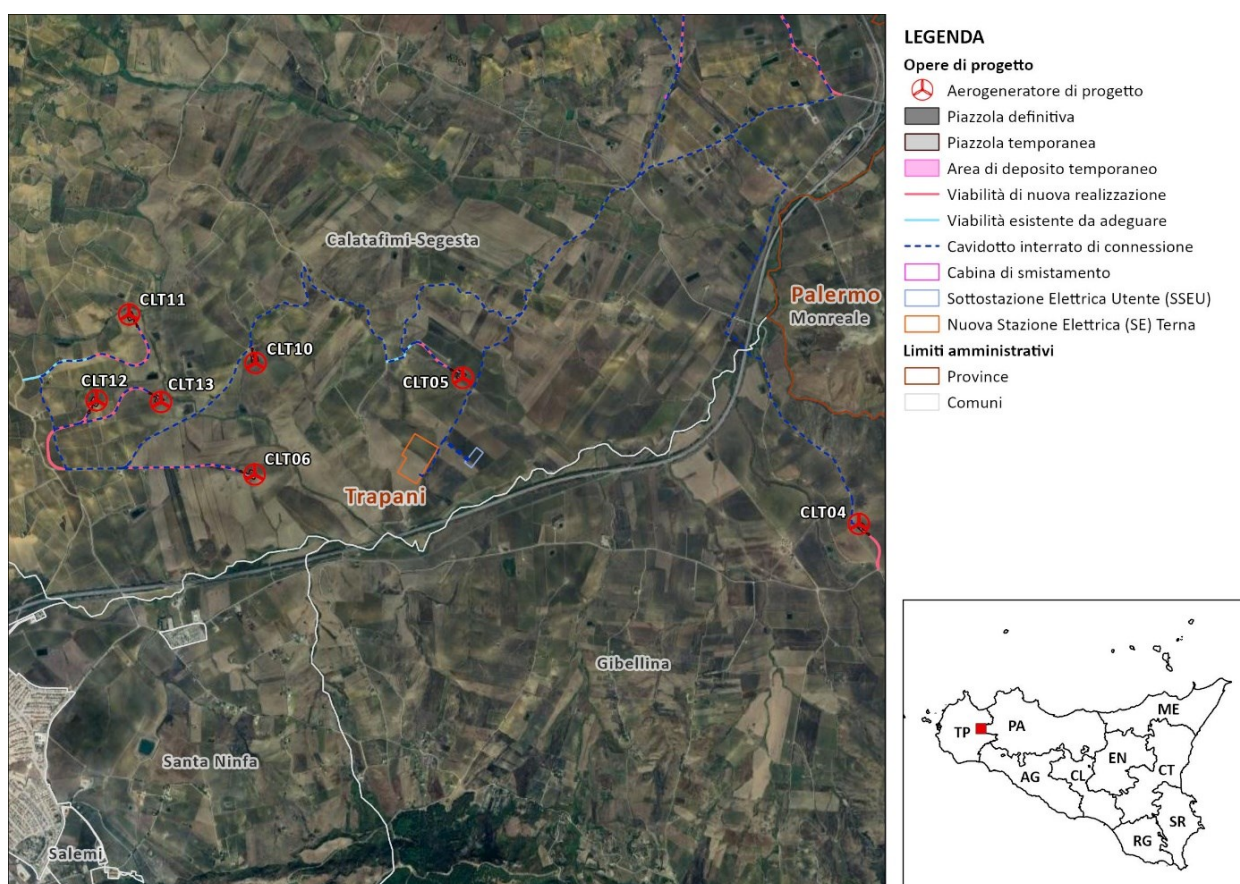 Calatafimi-Segesta
CLT11
Palermo
Monreale
CLT10
CLT12
CLT13
CLT05
CLT06
Trapani
CLT04
Gibellina
Santa Ninfa
Salemi
LEGENDA
Opere di progetto
Aerogeneratore di progetto
Piazzola definitiva
Piazzola temporanea
Area di deposito temporaneo
Viabilità di nuova realizzazione
Viabilità esistente da adeguare
Cavidotto interrato di connessione
Cabina di smistamento
Sottostazione Elettrica Utente (SSEU)
Nuova Stazione Elettrica (SE) Terna
Limiti amministrativi
Province
Comuni
ME
TP
PA
EN
CT
AG
CL
SR
RG